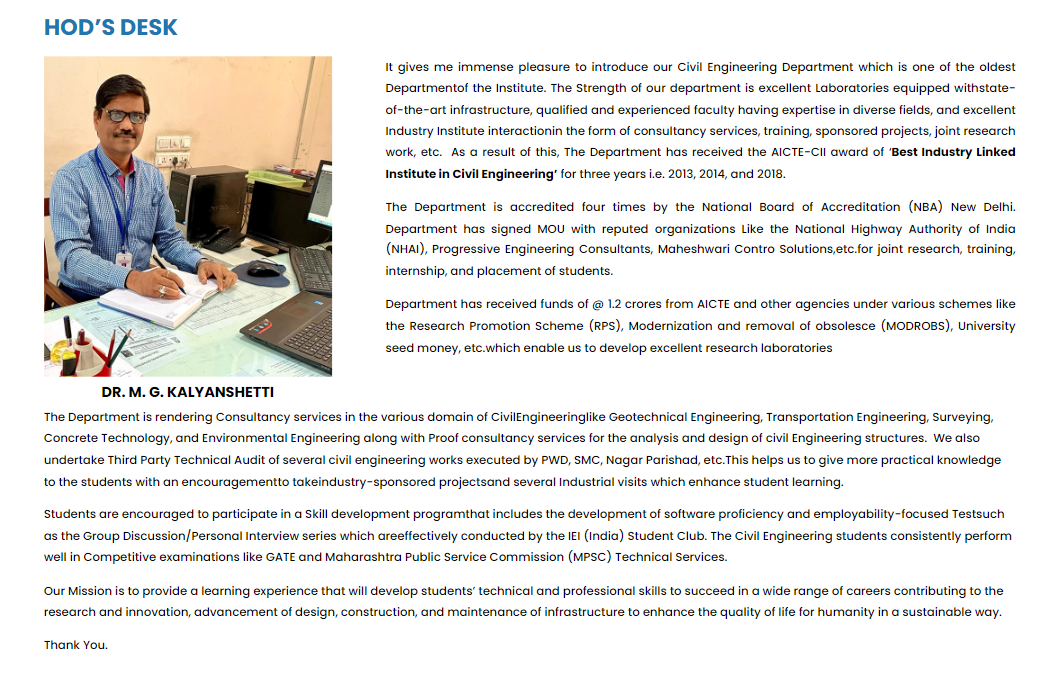 HOD'S DESK
It gives me immense pleasure to introduce our Civil Engineering Department which is one of the oldest
Departmentof the Institute. The Strength of our department is excellent Laboratories equipped withstate-
of-the-art infrastructure, qualified and experienced faculty having expertise in diverse fields, and excellent
Industry Institute interactionin the form of consultancy services, training, sponsored projects, joint research
work, etc.  As a result of this, The Department has received the AICTE-CII award of ‘Best Industry Linked
Institute in Civil Engineering’ for three years i.e. 2013, 2014, and 2018.
The Department is accredited four times by the National Board of Accreditation (NBA) New Delhi.
Department has signed MOU with reputed organizations Like the National Highway Authority of India
(NHAI), Progressive Engineering Consultants, Maheshwari Contro Solutions,etc.for joint research, training,
internship, and placement of students.
Department has received funds of @ 1.2 crores from AICTE and other agencies under various schemes like
the Research Promotion Scheme (RPS), Modernization and removal of obsolesce (MODROBS), University
seed money, etc.which enable us to develop excellent research laboratories
DR. M. G. KALYANSHETTI
The Department is rendering Consultancy services in the various domain of CivilEngineeringlike Geotechnical Engineering, Transportation Engineering, Surveying,
Concrete Technology, and Environmental Engineering along with Proof consultancy services for the analysis and design of civil Engineering structures.  We also
undertake Third Party Technical Audit of several civil engineering works executed by PWD, SMC, Nagar Parishad, etc.This helps us to give more practical knowledge
to the students with an encouragementto takeindustry-sponsored projectsand several Industrial visits which enhance student learning.
Students are encouraged to participate in a Skill development programthat includes the development of software proficiency and employability-focused Testsuch
as the Group Discussion/Personal Interview series which areeffectively conducted by the IEI (India) Student Club. The Civil Engineering students consistently perform
well in Competitive examinations like GATE and Maharashtra Public Service Commission (MPSC) Technical Services.
Our Mission is to provide a learning experience that will develop students’ technical and professional skills to succeed in a wide range of careers contributing to the
research and innovation, advancement of design, construction, and maintenance of infrastructure to enhance the quality of life for humanity in a sustainable way.
Thank You.